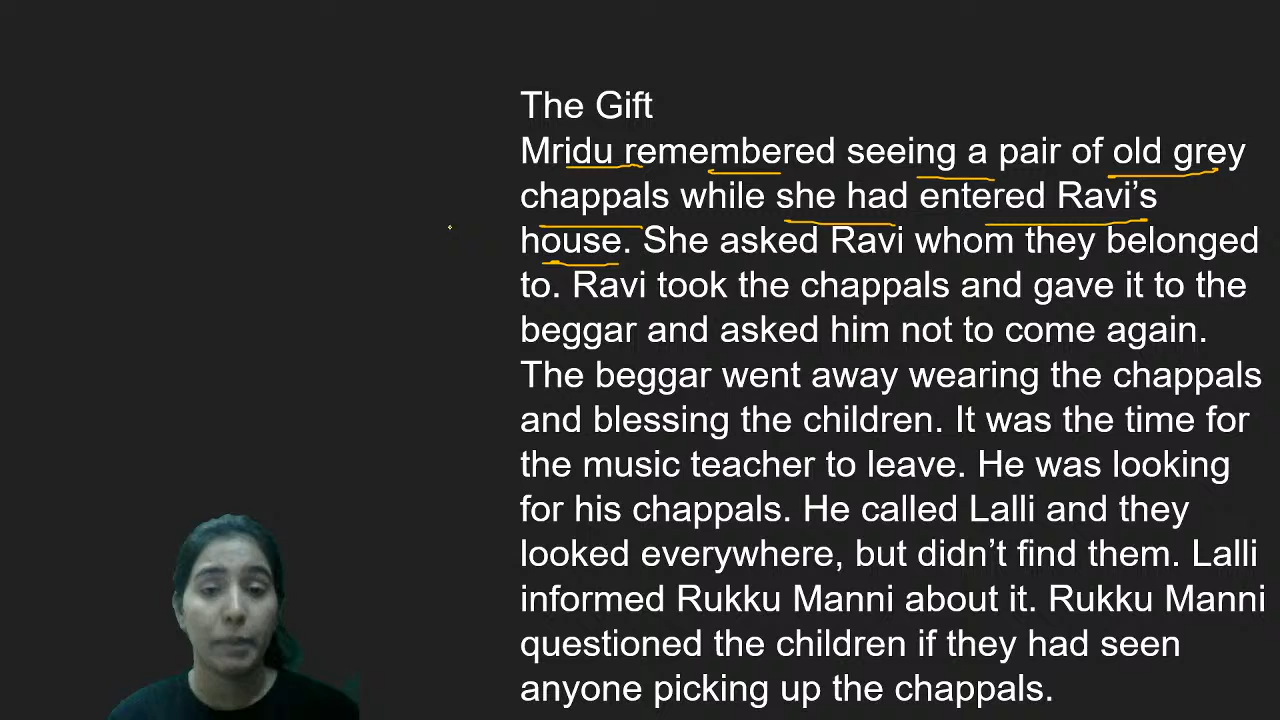 The Gift
Mridu remembered seeing a pair of old grey
chappals while she had entered Ravi’s
house. She asked Ravi whom they belonged
to. Ravi took the chappals and gave it to the
beggar and asked him not to come again.
The beggar went away wearing the chappals
and blessing the children. It was the time for
the music teacher to leave. He was looking
for his chappals. He called Lalli and they
looked everywhere, but didn’t find them. Lalli
informed Rukku Manni about it. Rukku Manni
questioned the children if they had seen
anyone picking up the chappals.